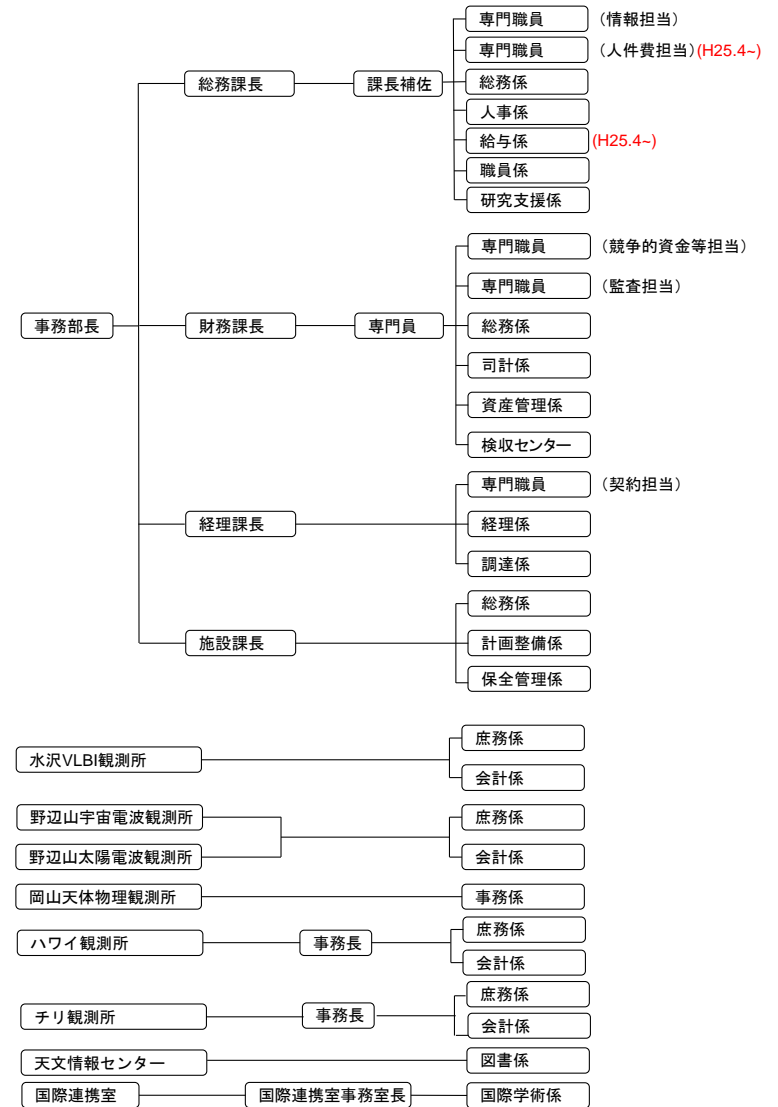 専門職員 （情報担当）
専門職員 （人件費担当）(H25.4~)
総務課長 課長補佐 総務係
人事係
給与係 (H25.4~)
職員係
研究支援係
専門職員 （競争的資金等担当）
専門職員 （監査担当）
事務部長 財務課長 専門員 総務係
司計係
資産管理係
検収センター
専門職員 （契約担当）
経理課長 経理係
調達係
総務係
施設課長 計画整備係
保全管理係
庶務係
水沢VLBI観測所
会計係
野辺山宇宙電波観測所 庶務係
野辺山太陽電波観測所 会計係
岡山天体物理観測所 事務係
庶務係
ハワイ観測所 事務長
会計係
庶務係
チリ観測所 事務長
会計係
天文情報センター 図書係
国際連携室 国際連携室事務室長 国際学術係